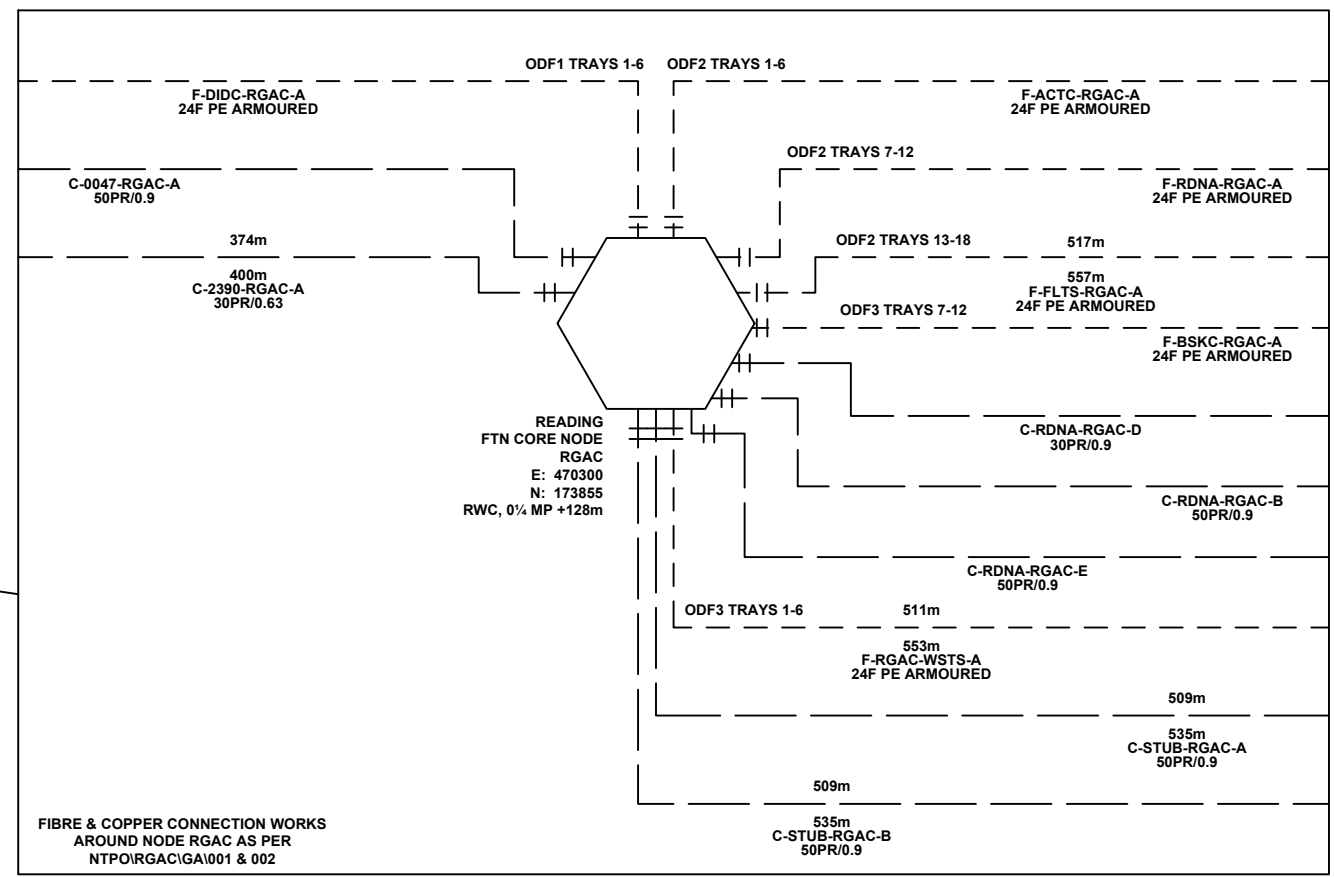 ODF1 TRAYS 1-6
ODF2 TRAYS 1-6
F-DIDC-RGAC-A
24F PE ARMOURED
F-ACTC-RGAC-A
24F PE ARMOURED
ODF2 TRAYS 7-12
C-0047-RGAC-A
50PR/0.9
F-RDNA-RGAC-A
24F PE ARMOURED
374m
400m
C-2390-RGAC-A
30PR/0.63
ODF2 TRAYS 13-18
517m
557m
F-FLTS-RGAC-A
24F PE ARMOURED
ODF3 TRAYS 7-12
F-BSKC-RGAC-A
24F PE ARMOURED
READING
FTN CORE NODE
RGAC
E: 470300
N: 173855
RWC, 0¼ MP +128m
C-RDNA-RGAC-D
30PR/0.9
C-RDNA-RGAC-B
50PR/0.9
C-RDNA-RGAC-E
50PR/0.9
ODF3 TRAYS 1-6
511m
553m
F-RGAC-WSTS-A
24F PE ARMOURED
509m
535m
C-STUB-RGAC-A
50PR/0.9
509m
535m
C-STUB-RGAC-B
50PR/0.9
FIBRE & COPPER CONNECTION WORKS
AROUND NODE RGAC AS PER
NTPO\RGAC\GA\001 & 002